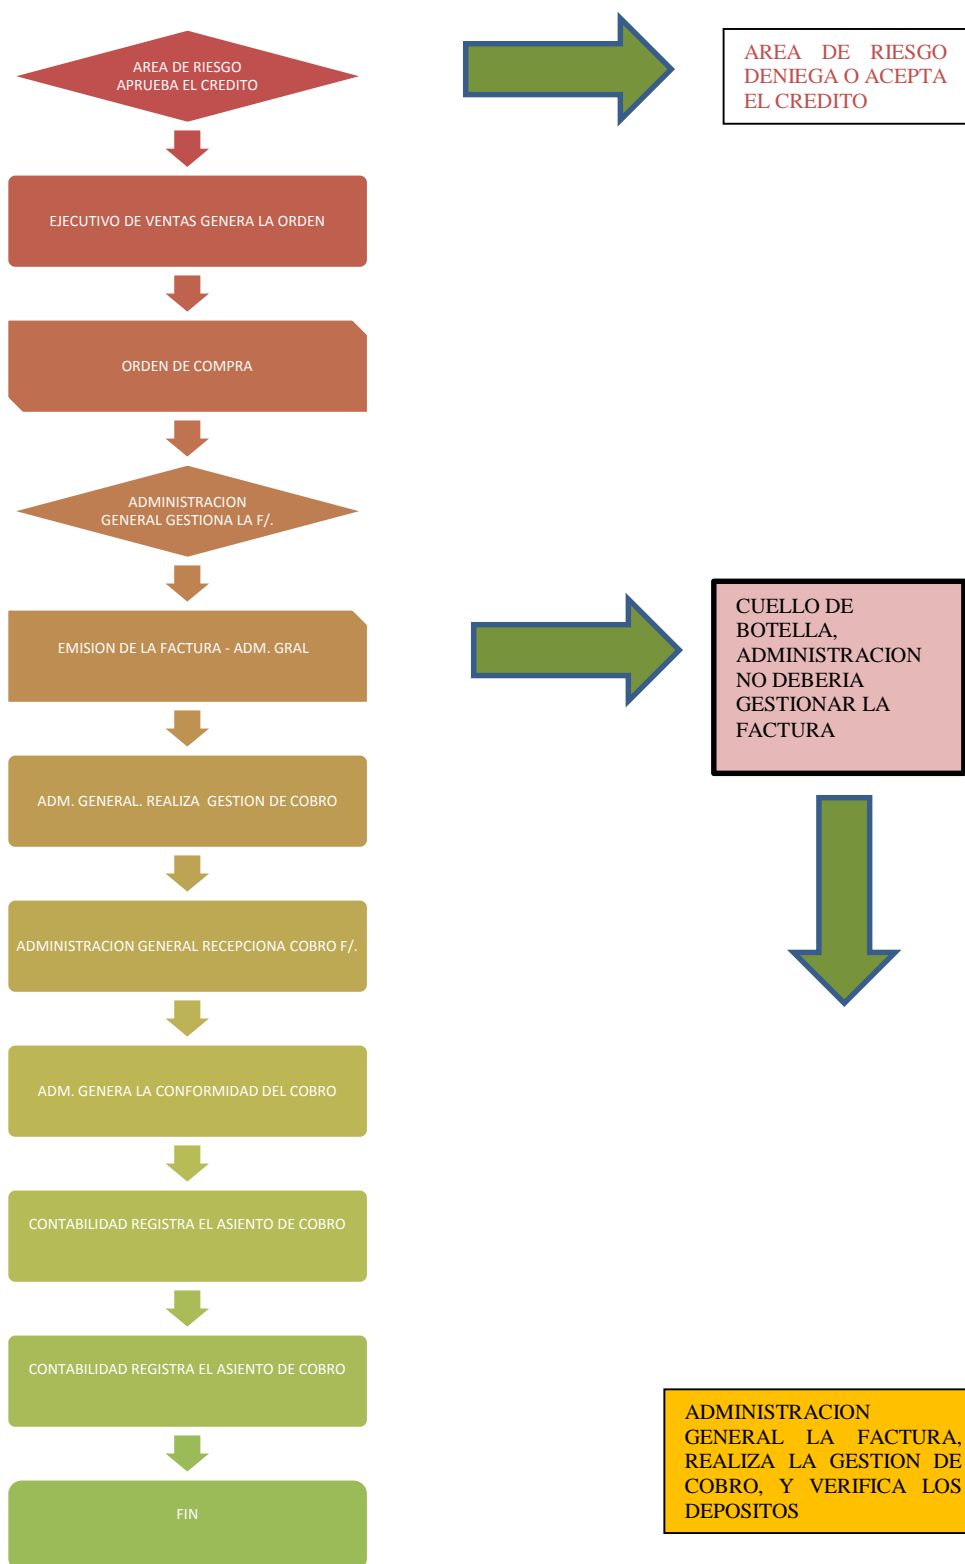 AREA DE RIESGO
APRUEBA EL CREDITO
AREA DE RIESGO
DENIEGA O ACEPTA
EL CREDITO
EJECUTIVO DE VENTAS GENERA LA ORDEN
ORDEN DE COMPRA
ADMINISTRACION
GENERAL GESTIONA LA F/.
EMISION DE LA FACTURA - ADM. GRAL
CUELLO DE
BOTELLA,
ADMINISTRACION
NO DEBERIA
GESTIONAR LA
FACTURA
ADM. GENERAL. REALIZA  GESTION DE COBRO
ADMINISTRACION GENERAL RECEPCIONA COBRO F/.
ADM. GENERA LA CONFORMIDAD DEL COBRO
CONTABILIDAD REGISTRA EL ASIENTO DE COBRO
CONTABILIDAD REGISTRA EL ASIENTO DE COBRO
ADMINISTRACION
GENERAL LA FACTURA,
REALIZA LA GESTION DE
COBRO, Y VERIFICA LOS
DEPOSITOS
FIN